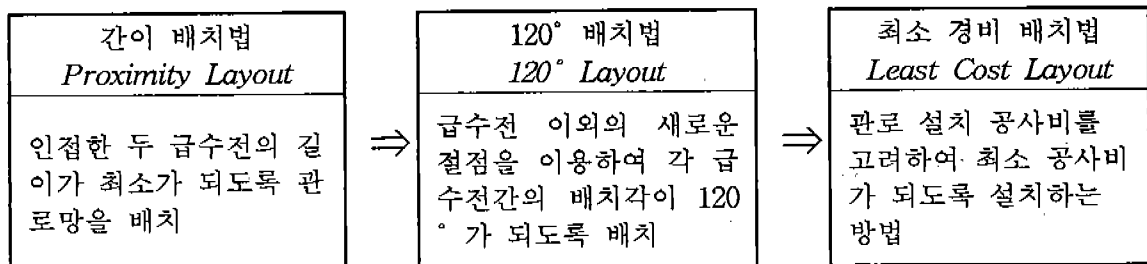 간이 배치법
Proximity Layout
인접한 두 급수전의 길
이가 최소가 되도록 관
로망을 배치
⇒
120° 배치법
120° Layout
급수전 이외의 새로운
절점을 이용하여 각 급
수전간의 배치각이 120
° 가 되도록 배치
⇒
최소 경비 배치법
Least Cost Layout
관로 설치 공사비를
고려하여 최소 공사비
가 되도록 설치하는
방법